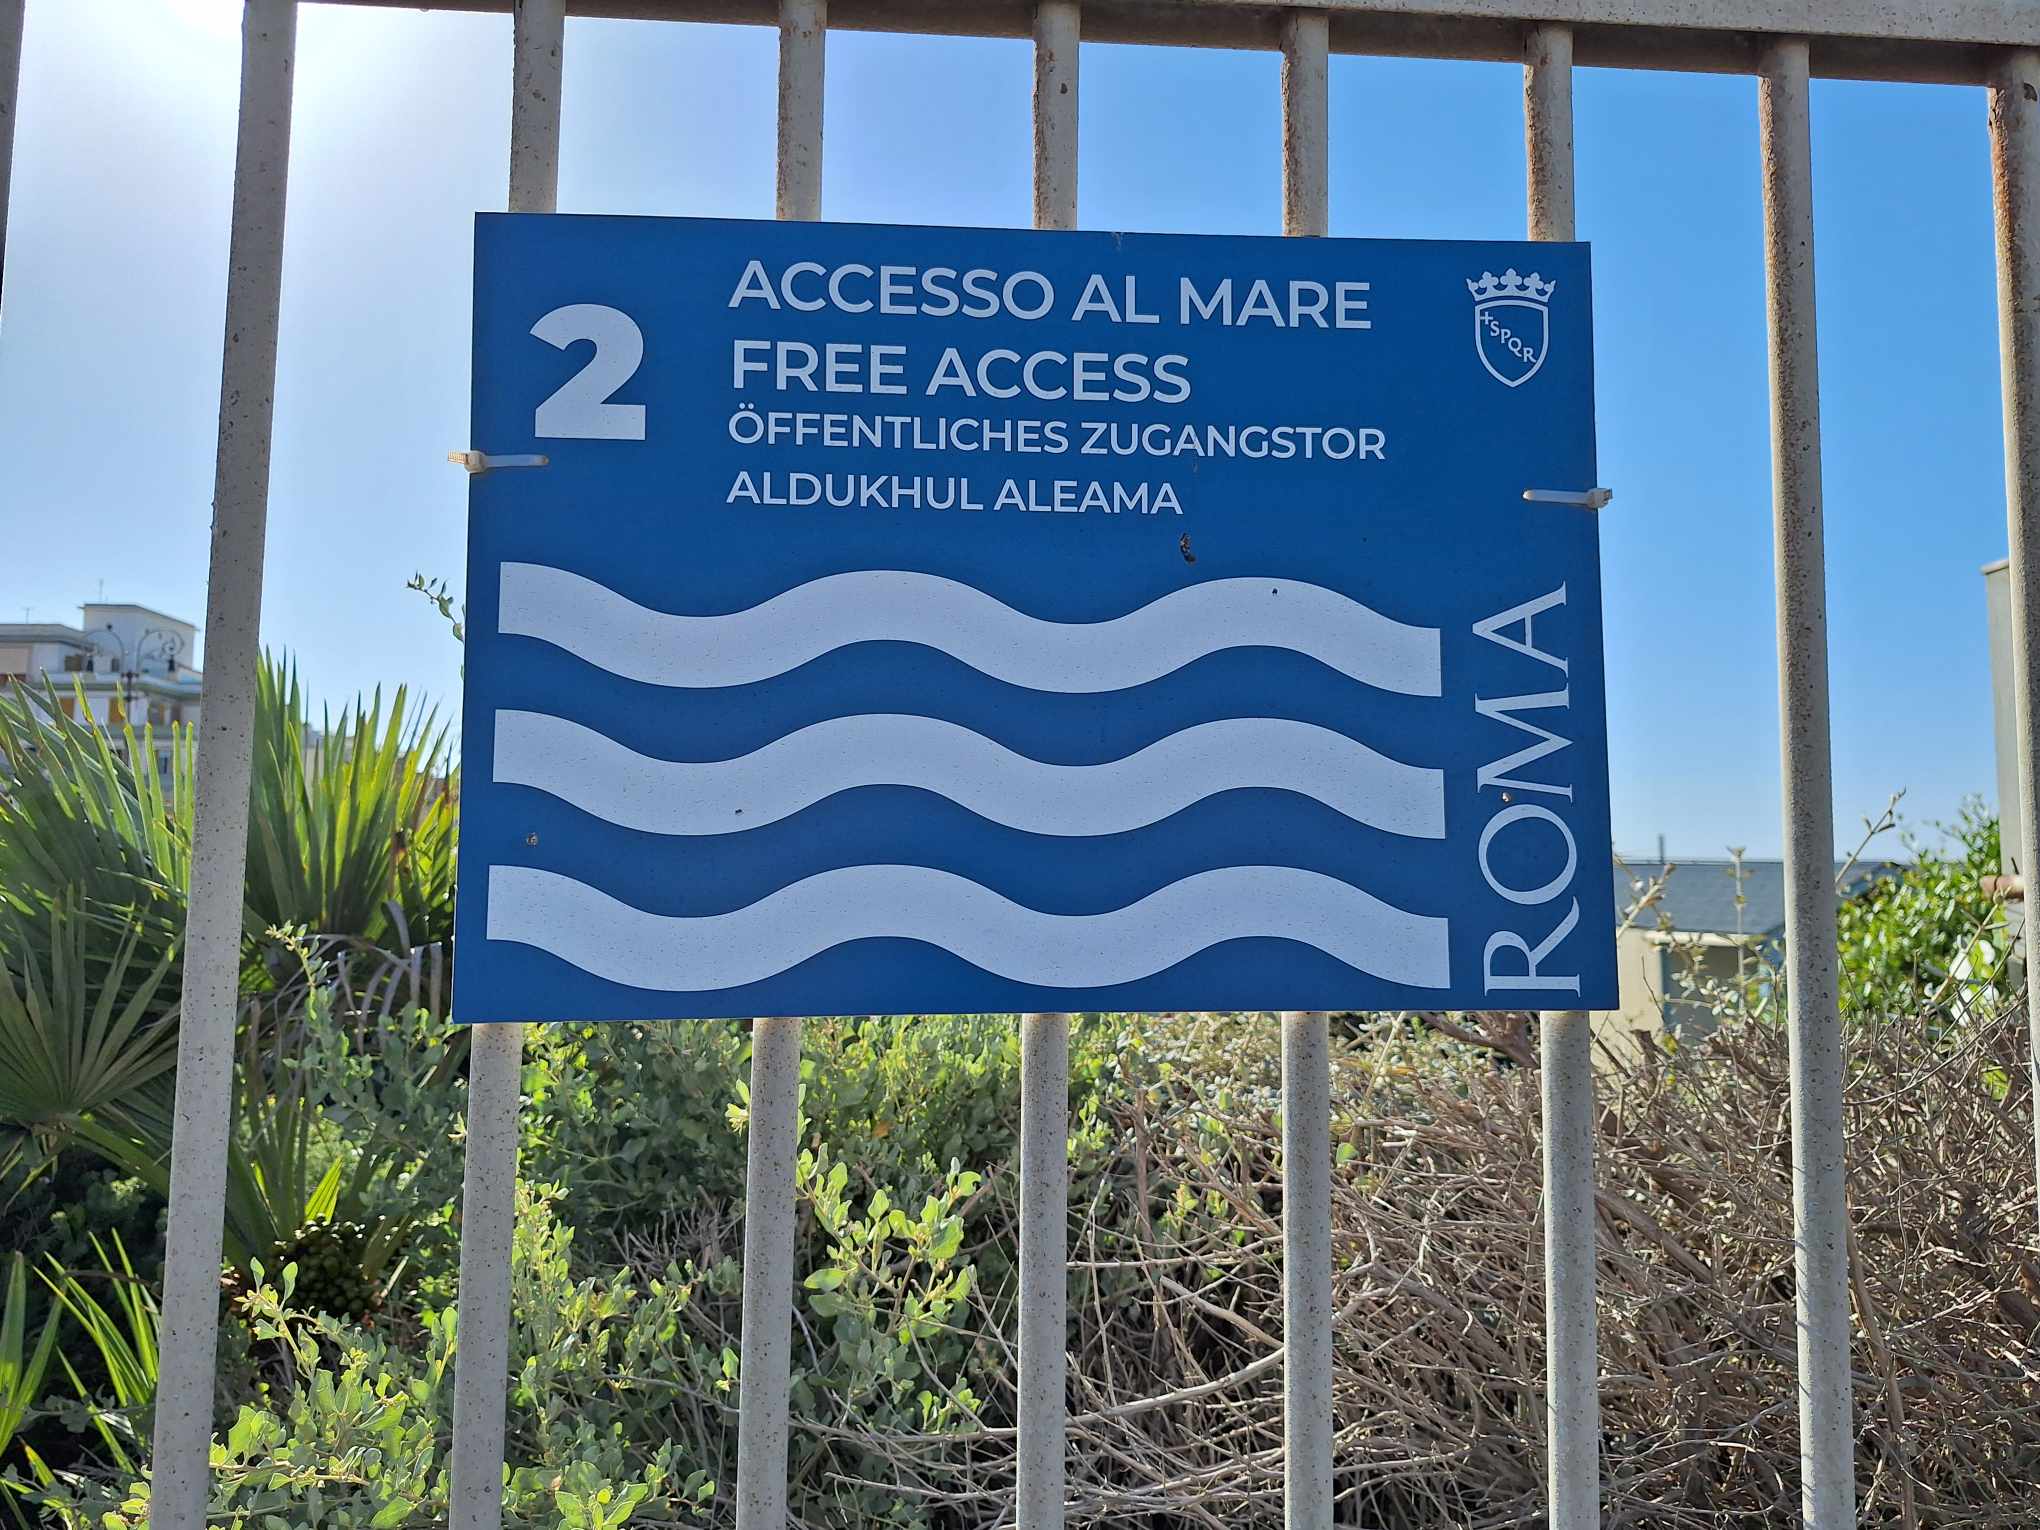 2
ACCESSO AL MARE
FREE ACCESS
ÖFFENTLICHES ZUGANGSTOR
ALDUKHUL ALEAMA
SPQR
ROMA